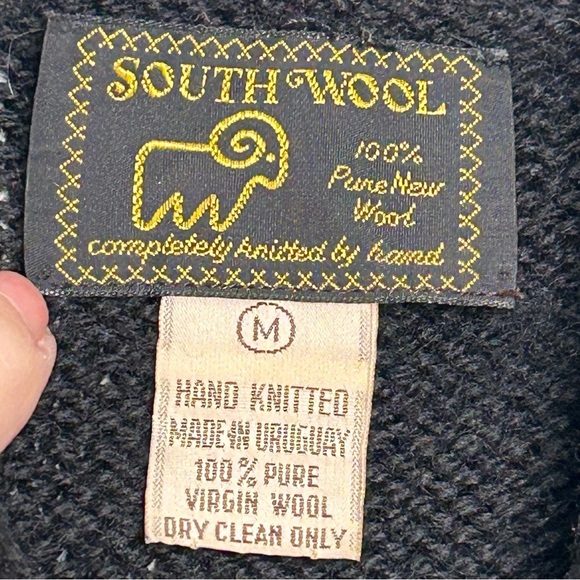 SOUTH WOOL
100%
Pure New
Wool
completely knitted by hand
M
HAND KNITTED
MADE IN URUGUAY
100% PURE
VIRGIN WOOL
DRY CLEAN ONLY